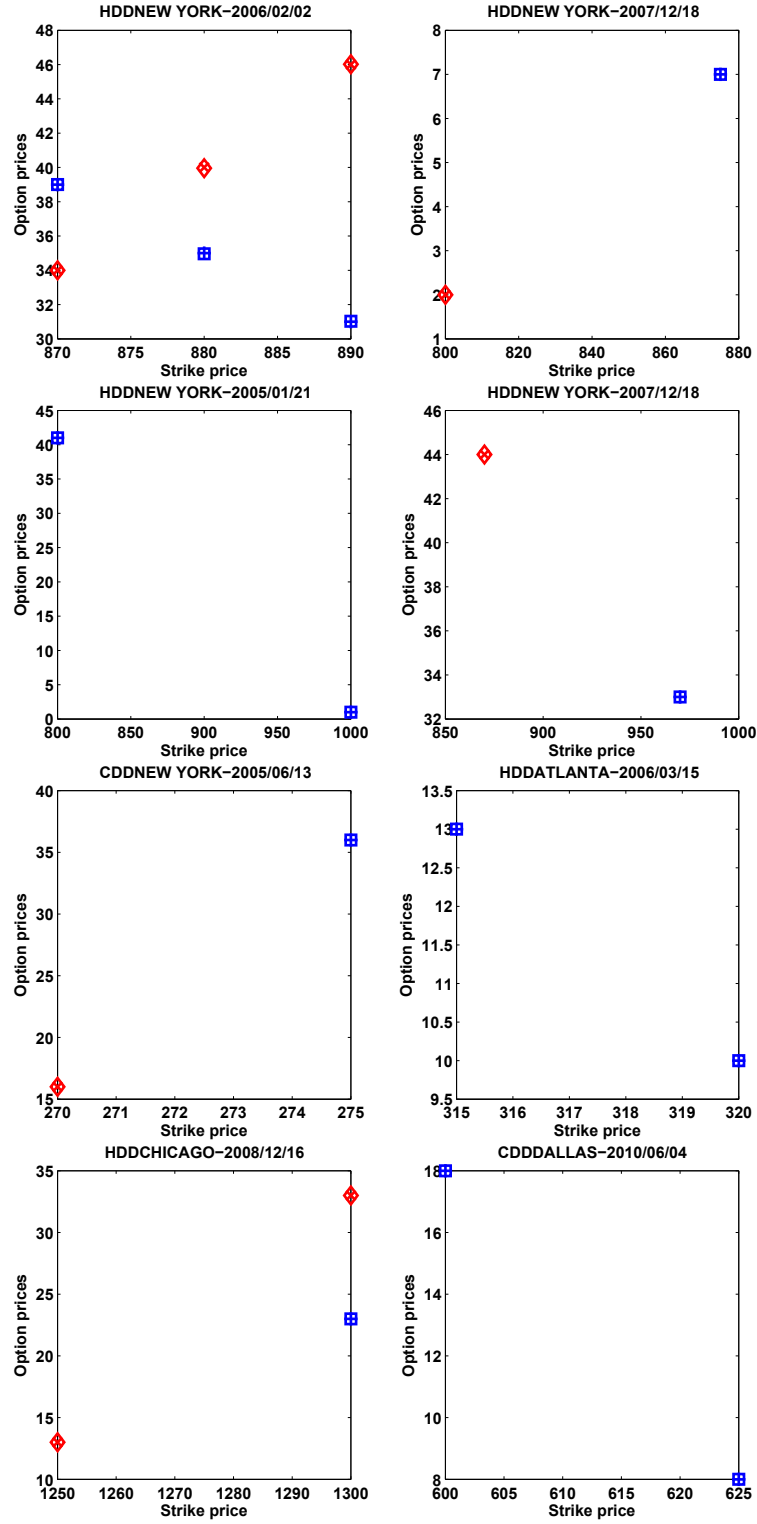 HDDNEW YORK−2006/02/02
HDDNEW YORK−2007/12/18
48
46
44
42
40
38
36
34
32
30
Option prices
870 875 880 885 890
Strike price
8
7
6
5
4
3
2
1
Option prices
800 820 840 860 880
Strike price
HDDNEW YORK−2005/01/21
HDDNEW YORK−2007/12/18
45
40
35
30
25
20
15
10
5
0
Option prices
800 850 900 950 1000
Strike price
46
44
42
40
38
36
34
32
Option prices
850 900 950 1000
Strike price
CDDNEW YORK−2005/06/13
HDDATLANTA−2006/03/15
40
35
30
25
20
15
Option prices
270 271 272 273 274 275
Strike price
13.5
13
12.5
12
11.5
11
10.5
10
9.5
Option prices
315 316 317 318 319 320
Strike price
HDDCHICAGO−2008/12/16
CDDDALLAS−2010/06/04
35
30
25
20
15
10
Option prices
1250 1260 1270 1280 1290 1300
Strike price
18
16
14
12
10
8
Option prices
600 605 610 615 620 625
Strike price